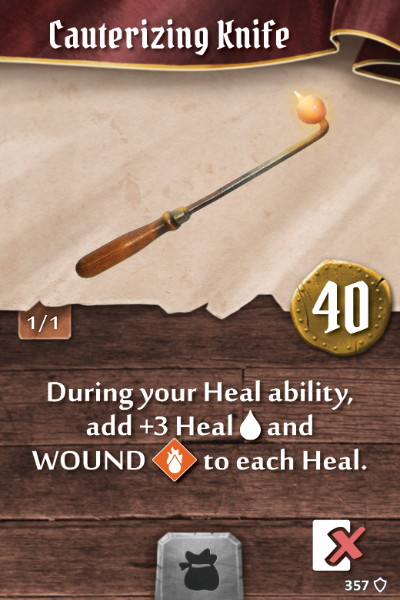 Cauterizing Knife
1/1
40
During your Heal ability,
add +3 Heal and
WOUND to each Heal.
357